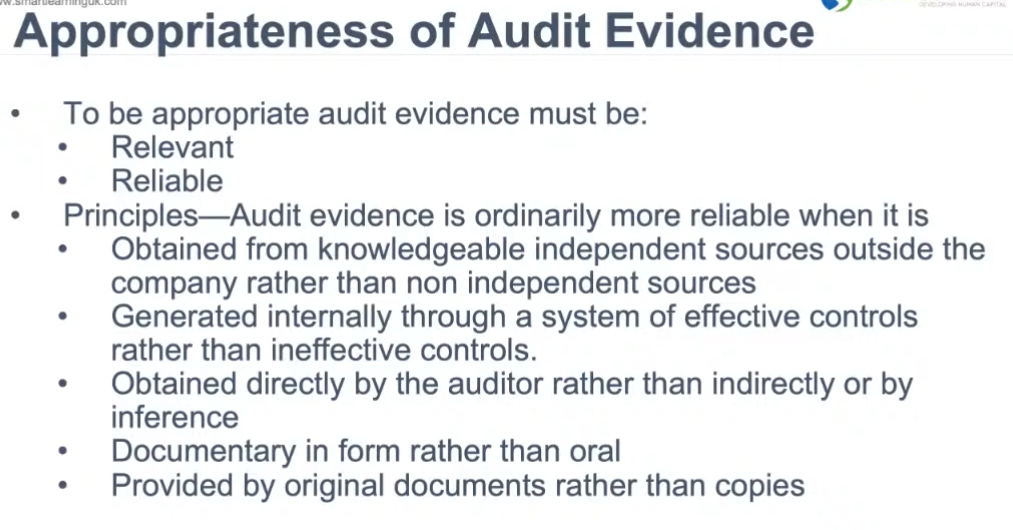 w.smartlearninguk.com
DEVELOPING HUMAN CAPITAL
Appropriateness of Audit Evidence
• To be appropriate audit evidence must be:
• Relevant
• Reliable
• Principles—Audit evidence is ordinarily more reliable when it is
• Obtained from knowledgeable independent sources outside the
company rather than non independent sources
• Generated internally through a system of effective controls
rather than ineffective controls.
• Obtained directly by the auditor rather than indirectly or by
inference
• Documentary in form rather than oral
• Provided by original documents rather than copies